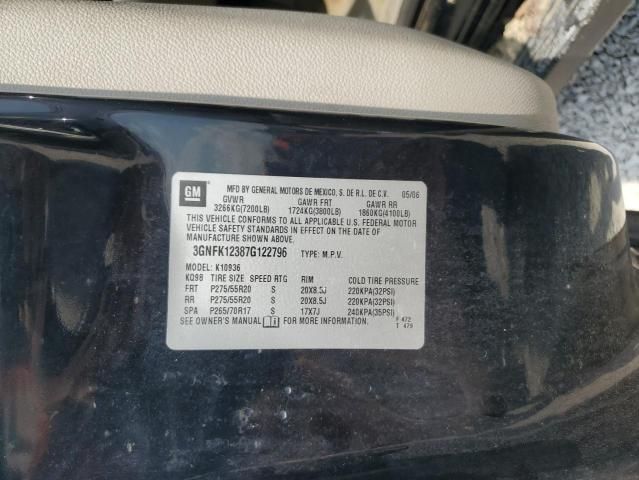 GM MFD BY GENERAL MOTORS DE MEXICO, S. DE R.L. DE C.V. 05/06
GVWR GAWR FRT GAWR RR
3266KG(7200LB) 1724KG(3800LB) 1860KG(4100LB)
THIS VEHICLE CONFORMS TO ALL APPLICABLE U.S. FEDERAL MOTOR
VEHICLE SAFETY STANDARDS IN EFFECT ON THE DATE OF
MANUFACTURE SHOWN ABOVE.
3GNFK12387G122796 TYPE: M.P.V.
MODEL: K10936
KQ98 TIRE SIZE SPEED RTG RIM COLD TIRE PRESSURE
FRT P275/55R20 S 20X8.5J 220KPA(32PSI)
RR P275/55R20 S 20X8.5J 220KPA(32PSI)
SPA P265/70R17 S 17X7J 240KPA(35PSI)
SEE OWNER'S MANUAL FOR MORE INFORMATION. F 472
T 479